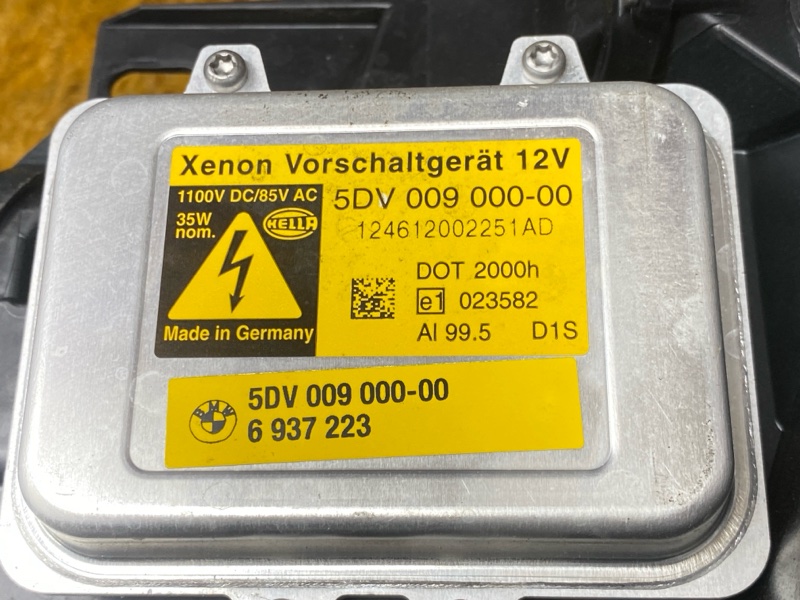 Xenon Vorschaltgerät 12V
1100V DC/85V AC
35W
nom.
HELLA
Made in Germany
5DV 009 000-00
124612002251AD
DOT 2000h
e1 023582
Al 99.5 D1S
BMW
5DV 009 000-00
6 937 223